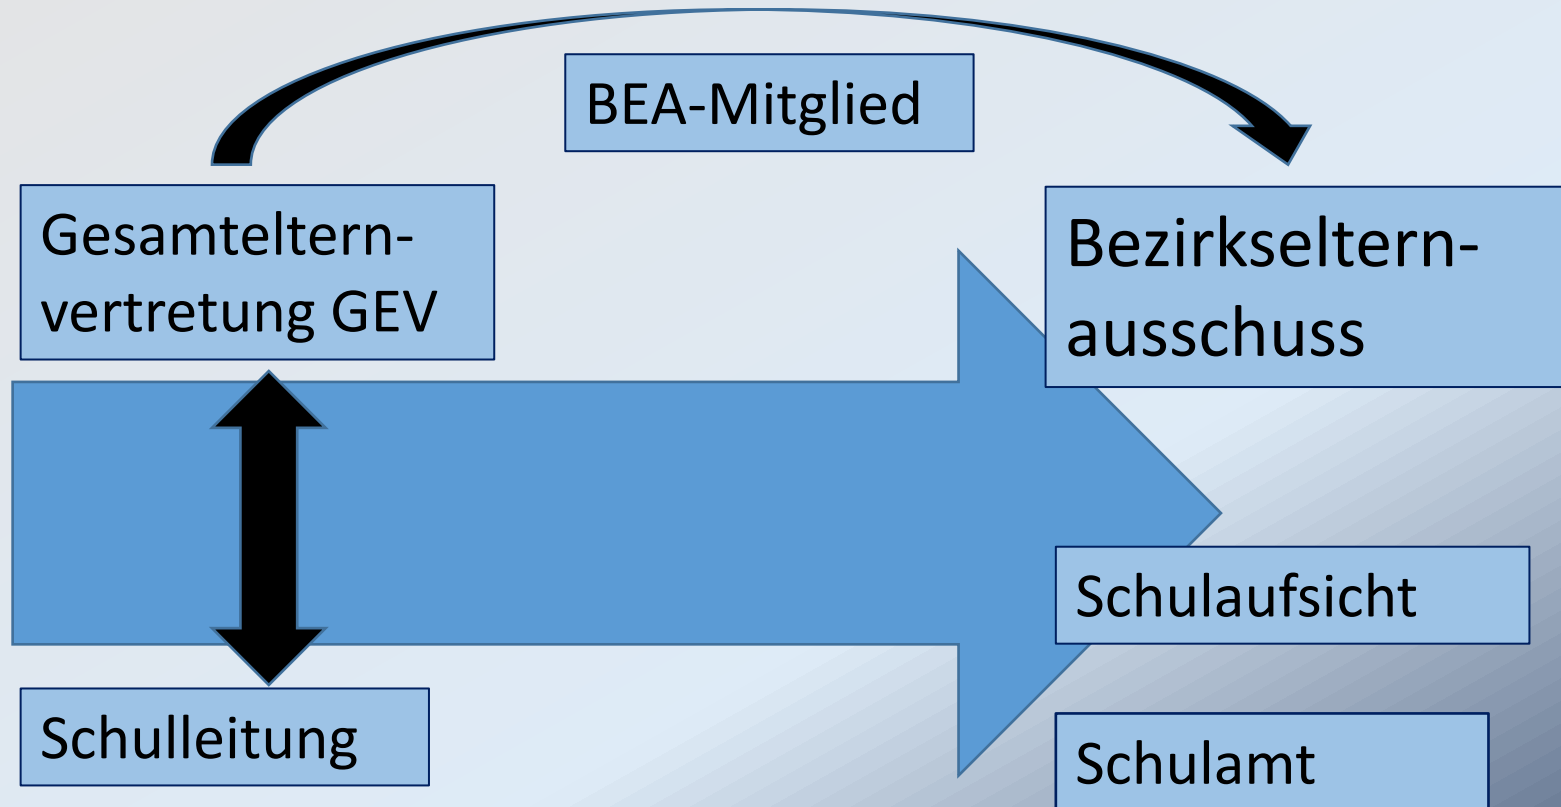 BEA-Mitglied
Gesamteltern-
vertretung GEV
Bezirkseltern-
ausschuss
Schulaufsicht
Schulleitung
Schulamt